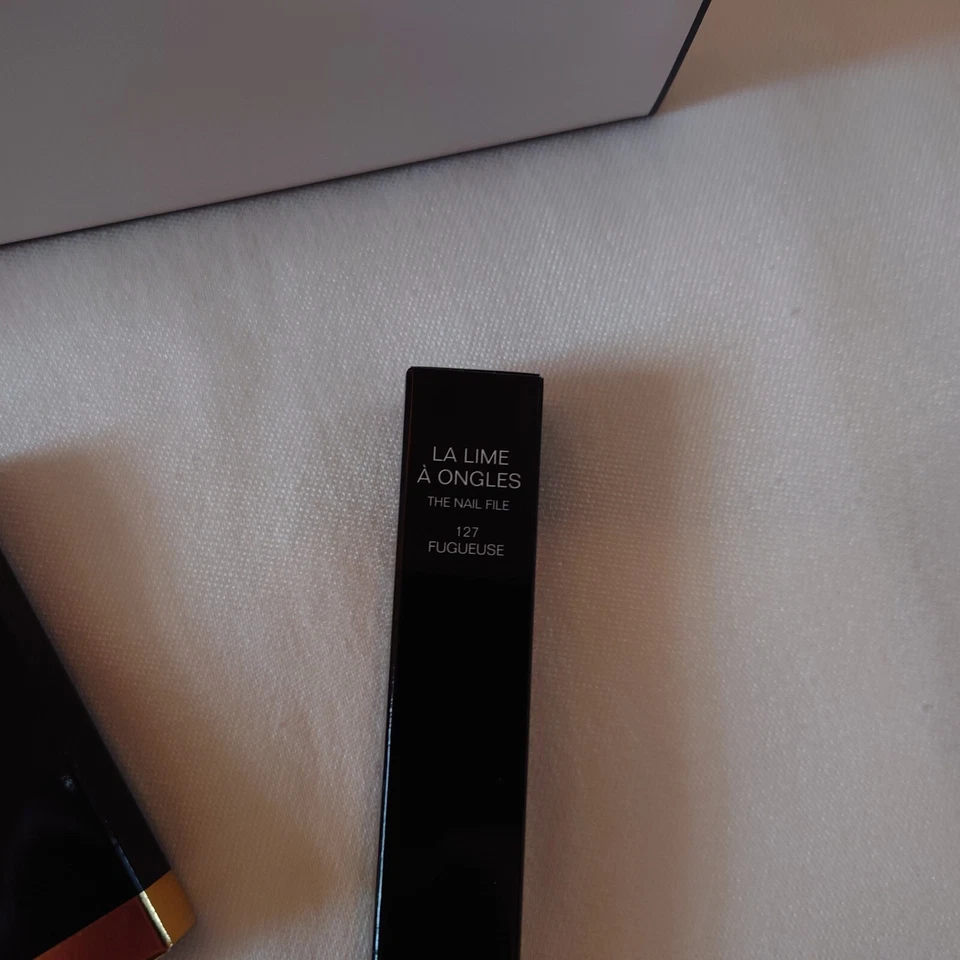 LA LIME
À ONGLES
THE NAIL FILE
127
FUGUEUSE